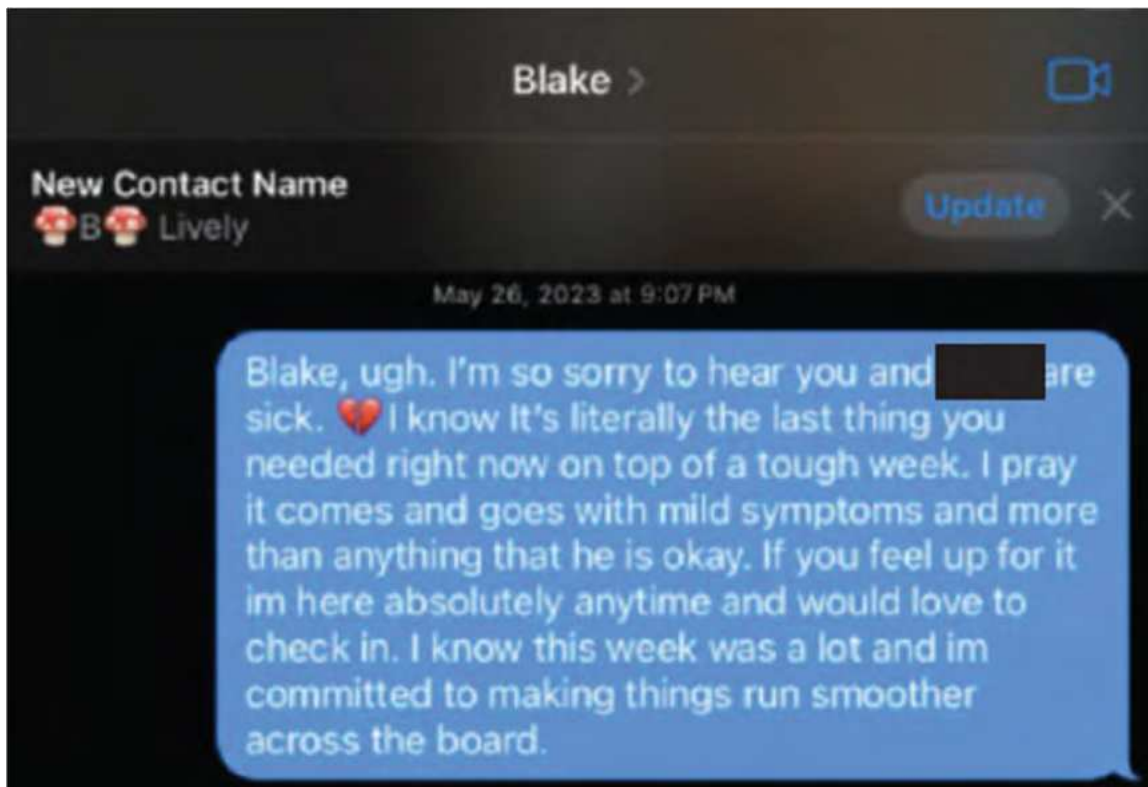 Blake >
New Contact Name
🍄B🍄 Lively
Update
May 26, 2023 at 9:07 PM
Blake, ugh. I'm so sorry to hear you and are
sick. 💔 I know It's literally the last thing you
needed right now on top of a tough week. I pray
it comes and goes with mild symptoms and more
than anything that he is okay. If you feel up for it
im here absolutely anytime and would love to
check in. I know this week was a lot and im
committed to making things run smoother
across the board.